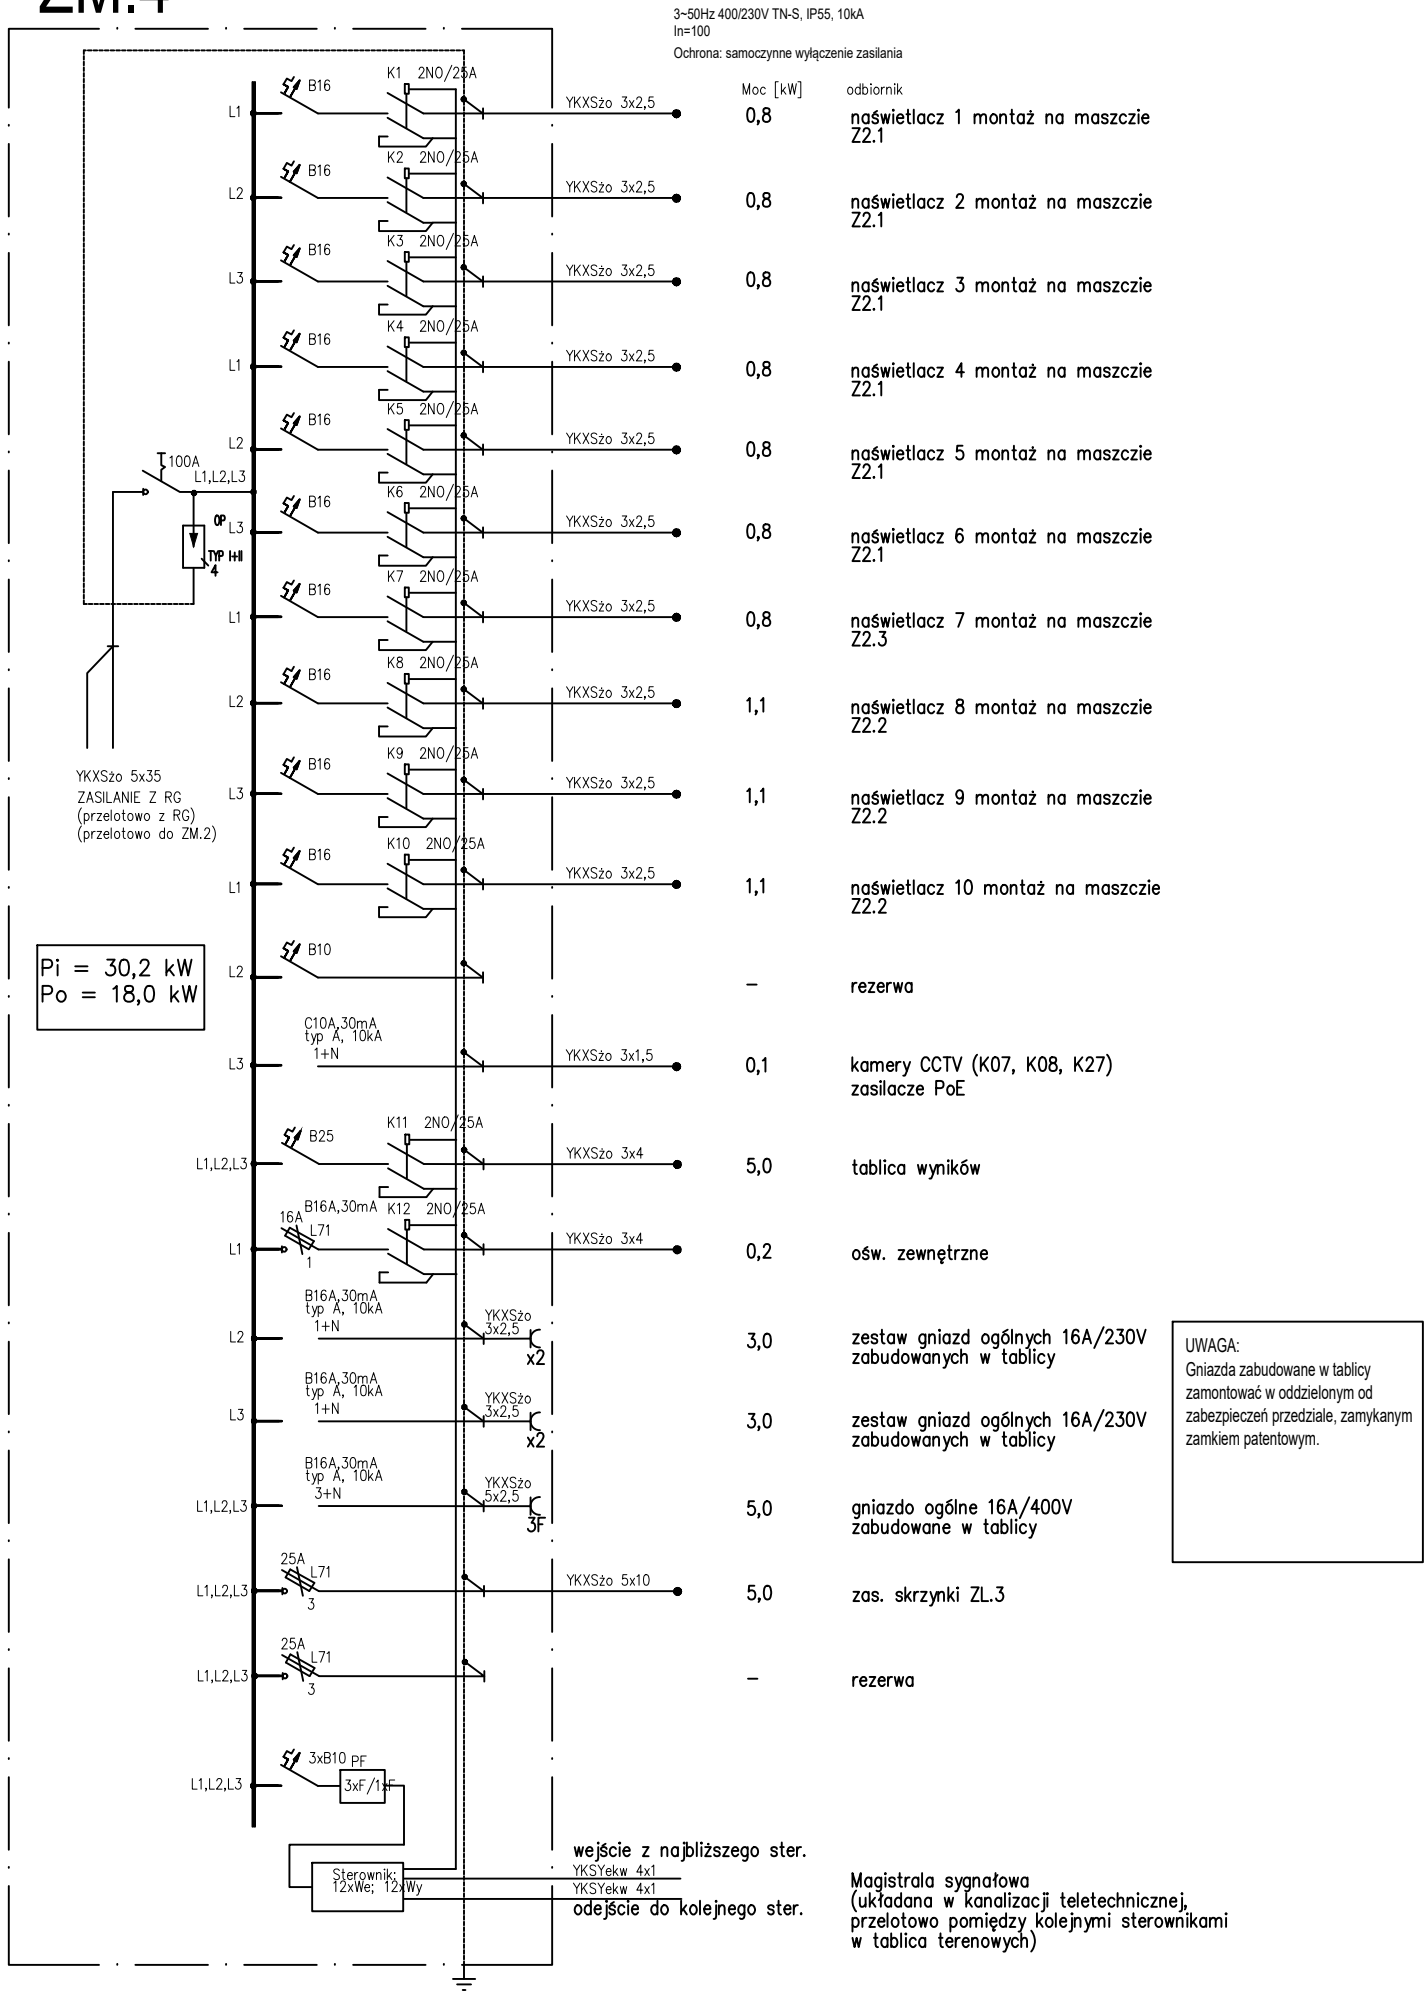 ZM.4
3~50Hz 400/230V TN-S, IP55, 10kA
In=100
Ochrona: samoczynne wyłączenie zasilania
Moc [kW] odbiornik
L1 B16 K1 2NO/25A YKXSżo 3x2,5 0,8 naświetlacz 1 montaż na maszczie
Z2.1
L2 B16 K2 2NO/25A YKXSżo 3x2,5 0,8 naświetlacz 2 montaż na maszczie
Z2.1
L3 B16 K3 2NO/25A YKXSżo 3x2,5 0,8 naświetlacz 3 montaż na maszczie
Z2.1
L1 B16 K4 2NO/25A YKXSżo 3x2,5 0,8 naświetlacz 4 montaż na maszczie
Z2.1
L2 B16 K5 2NO/25A YKXSżo 3x2,5 0,8 naświetlacz 5 montaż na maszczie
Z2.1
100A
L1,L2,L3
OP
TYP I+II
4
L3 B16 K6 2NO/25A YKXSżo 3x2,5 0,8 naświetlacz 6 montaż na maszczie
Z2.1
L1 B16 K7 2NO/25A YKXSżo 3x2,5 0,8 naświetlacz 7 montaż na maszczie
Z2.3
L2 B16 K8 2NO/25A YKXSżo 3x2,5 1,1 naświetlacz 8 montaż na maszczie
Z2.2
YKXSżo 5x35
ZASILANIE Z RG
(przelotowo z RG)
(przelotowo do ZM.2)
L3 B16 K9 2NO/25A YKXSżo 3x2,5 1,1 naświetlacz 9 montaż na maszczie
Z2.2
L1 B16 K10 2NO/25A YKXSżo 3x2,5 1,1 naświetlacz 10 montaż na maszczie
Z2.2
Pi = 30,2 kW
Po = 18,0 kW
L2 B10 – rezerwa
C10A,30mA
typ A, 10kA
1+N
L3 YKXSżo 3x1,5 0,1 kamery CCTV (K07, K08, K27)
zasilacze PoE
L1,L2,L3 B25 K11 2NO/25A YKXSżo 3x4 5,0 tablica wyników
B16A,30mA K12 2NO/25A
16A
L71
1
L1 YKXSżo 3x4 0,2 ośw. zewnętrzne
B16A,30mA
typ A, 10kA
1+N
L2 YKXSżo
3x2,5
x2
3,0 zestaw gniazd ogólnych 16A/230V
zabudowanych w tablicy
UWAGA:
Gniazda zabudowane w tablicy
zamontować w oddzielonym od
zabezpieczeń przedziale, zamykanym
zamkiem patentowym.
B16A,30mA
typ A, 10kA
1+N
L3 YKXSżo
3x2,5
x2
3,0 zestaw gniazd ogólnych 16A/230V
zabudowanych w tablicy
B16A,30mA
typ A, 10kA
3+N
L1,L2,L3 YKXSżo
5x2,5
3F
5,0 gniazdo ogólne 16A/400V
zabudowane w tablicy
25A
L71
3
L1,L2,L3 YKXSżo 5x10 5,0 zas. skrzynki ZL.3
25A
L71
3
L1,L2,L3 – rezerwa
L1,L2,L3 3xB10 PF
3xF/1xF
wejście z najbliższego ster.
YKSYekw 4x1
Sterownik:
12xWe; 12xWy
YKSYekw 4x1
odejście do kolejnego ster.
Magistrala sygnałowa
(układana w kanalizacji teletechnicznej,
przelotowo pomiędzy kolejnymi sterownikami
w tablica terenowych)